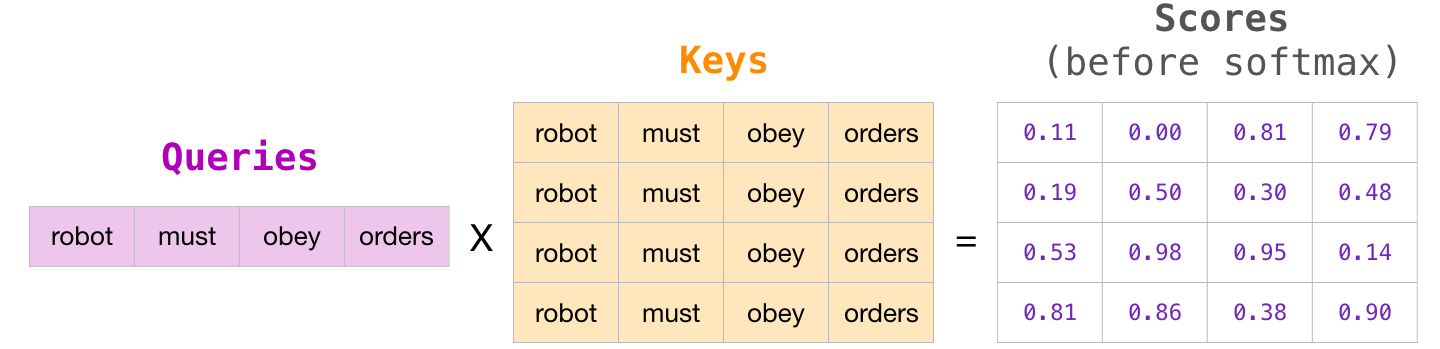 Scores
(before softmax)
Keys
Queries
robot must obey orders
X
robot must obey orders
robot must obey orders
robot must obey orders
robot must obey orders
=
0.11 0.00 0.81 0.79
0.19 0.50 0.30 0.48
0.53 0.98 0.95 0.14
0.81 0.86 0.38 0.90